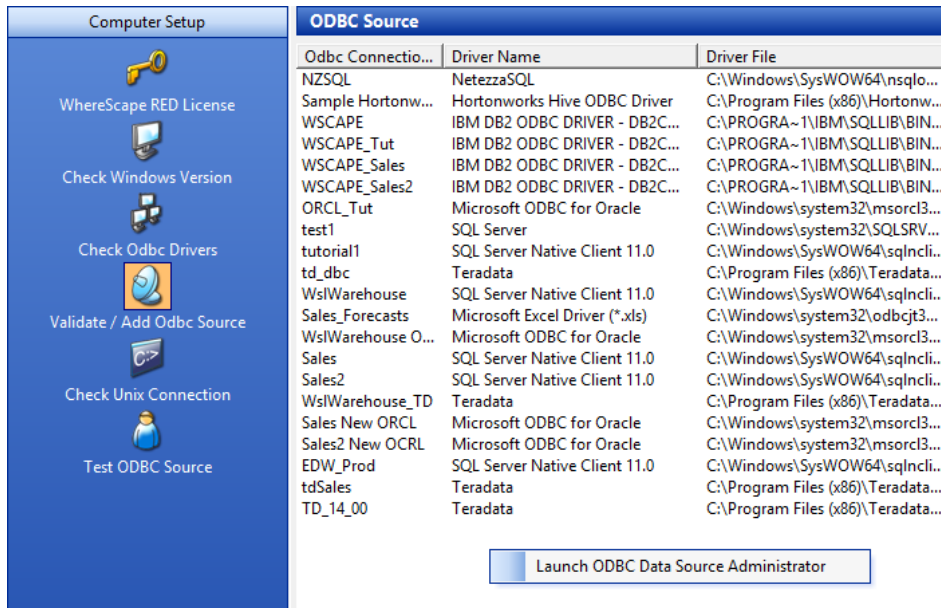 Computer Setup
WhereScape RED License
Check Windows Version
Check Odbc Drivers
Validate / Add Odbc Source
C:\>
Check Unix Connection
Test ODBC Source
ODBC Source
Odbc Connectio... Driver Name Driver File
NZSQL NetezzaSQL C:\Windows\SysWOW64\nsqlo...
Sample Hortonw... Hortonworks Hive ODBC Driver C:\Program Files (x86)\Hortonw...
WSCAPE IBM DB2 ODBC DRIVER - DB2C... C:\PROGRA~1\IBM\SQLLIB\BIN...
WSCAPE_Tut IBM DB2 ODBC DRIVER - DB2C... C:\PROGRA~1\IBM\SQLLIB\BIN...
WSCAPE_Sales IBM DB2 ODBC DRIVER - DB2C... C:\PROGRA~1\IBM\SQLLIB\BIN...
WSCAPE_Sales2 IBM DB2 ODBC DRIVER - DB2C... C:\PROGRA~1\IBM\SQLLIB\BIN...
ORCL_Tut Microsoft ODBC for Oracle C:\Windows\system32\msorcl3...
test1 SQL Server C:\Windows\system32\SQLSRV...
tutorial1 SQL Server Native Client 11.0 C:\Windows\SysWOW64\sqlncli...
td_dbc Teradata C:\Program Files (x86)\Teradata...
WslWarehouse SQL Server Native Client 11.0 C:\Windows\SysWOW64\sqlncli...
Sales_Forecasts Microsoft Excel Driver (*.xls) C:\Windows\system32\odbcjt3...
WslWarehouse O... Microsoft ODBC for Oracle C:\Windows\system32\msorcl3...
Sales SQL Server Native Client 11.0 C:\Windows\SysWOW64\sqlncli...
Sales2 SQL Server Native Client 11.0 C:\Windows\SysWOW64\sqlncli...
WslWarehouse_TD Teradata C:\Program Files (x86)\Teradata...
Sales New ORCL Microsoft ODBC for Oracle C:\Windows\system32\msorcl3...
Sales2 New OCRL Microsoft ODBC for Oracle C:\Windows\system32\msorcl3...
EDW_Prod SQL Server Native Client 11.0 C:\Windows\SysWOW64\sqlncli...
tdSales Teradata C:\Program Files (x86)\Teradata...
TD_14_00 Teradata C:\Program Files (x86)\Teradata...
Launch ODBC Data Source Administrator